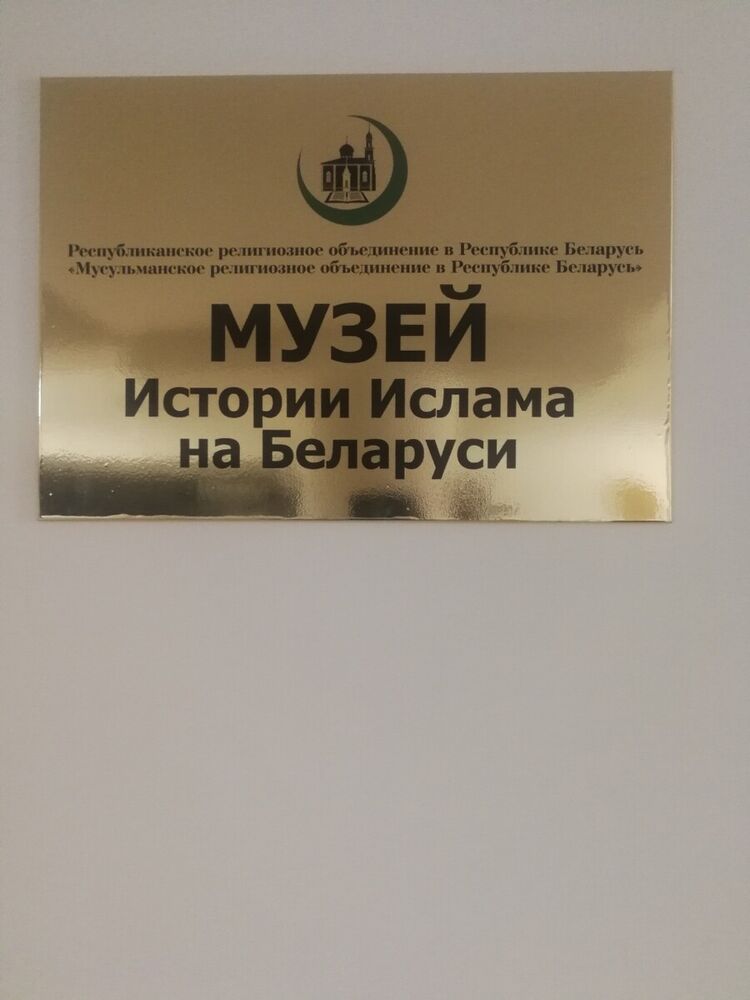 Республиканское религиозное объединение в Республике Беларусь
«Мусульманское религиозное объединение в Республике Беларусь»
МУЗЕЙ
Истории Ислама
на Беларуси